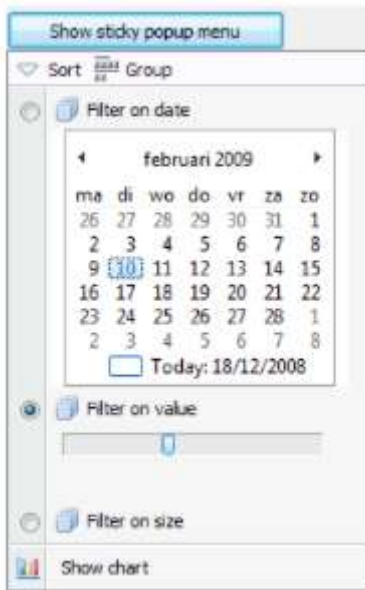 Show sticky popup menu
Sort Group
Filter on date
februari 2009
ma di wo do vr za zo
26 27 28 29 30 31 1
2 3 4 5 6 7 8
9 10 11 12 13 14 15
16 17 18 19 20 21 22
23 24 25 26 27 28 1
2 3 4 5 6 7 8
Today: 18/12/2008
Filter on value
Filter on size
Show chart